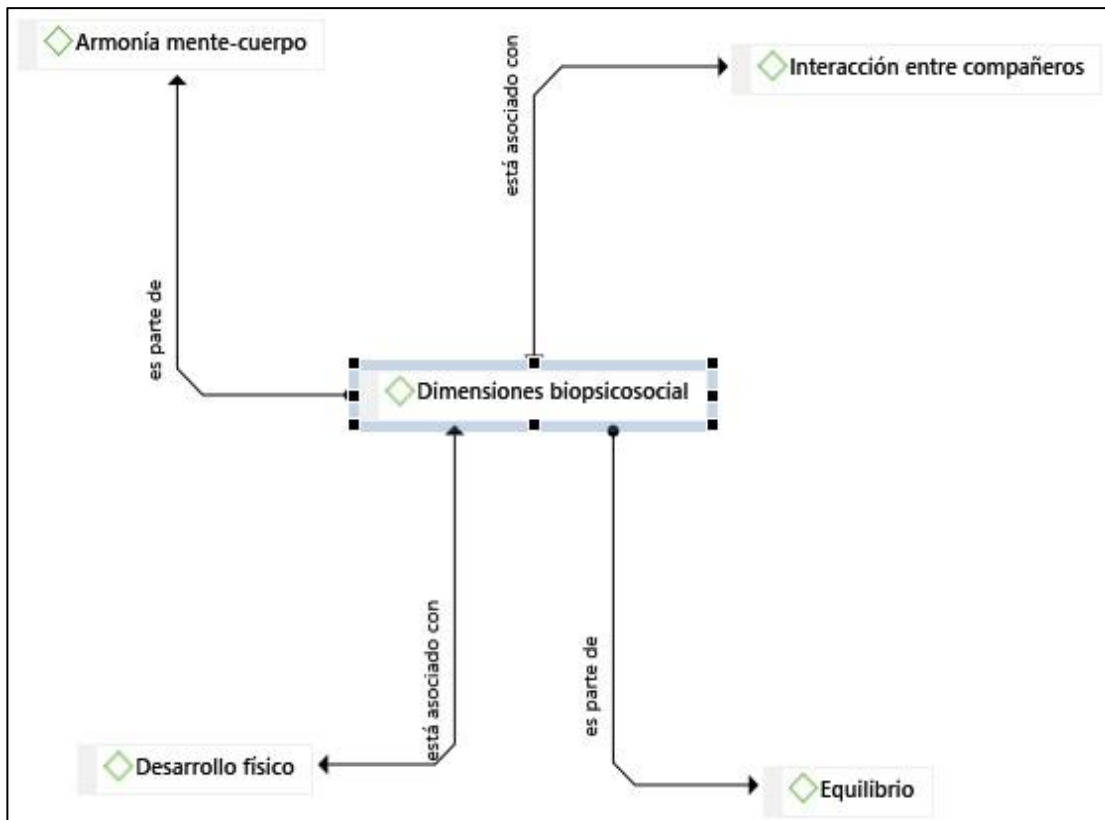 Armonía mente-cuerpo
Interacción entre compañeros
está asociado con
es parte de
Dimensiones biopsicosocial
está asociado con
es parte de
Desarrollo físico
Equilibrio